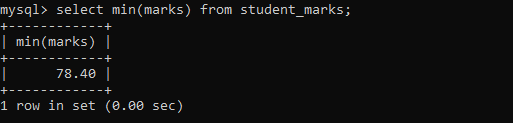 mysql> select min(marks) from student_marks;
+------------+
| min(marks) |
+------------+
|      78.40 |
+------------+
1 row in set (0.00 sec)